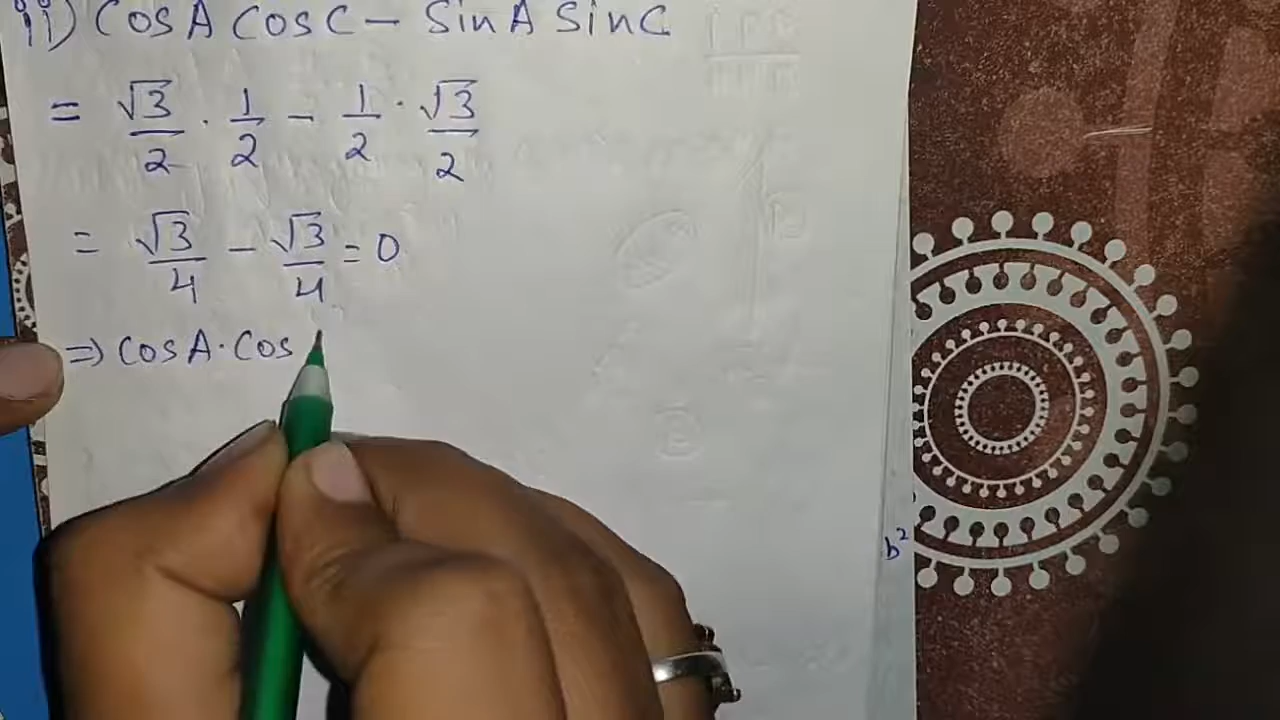 ii) Cos A Cos C - Sin A Sin C
= √3/2 · 1/2 - 1/2 · √3/2
= √3/4 - √3/4 = 0
⇒ Cos A · Cos
b²